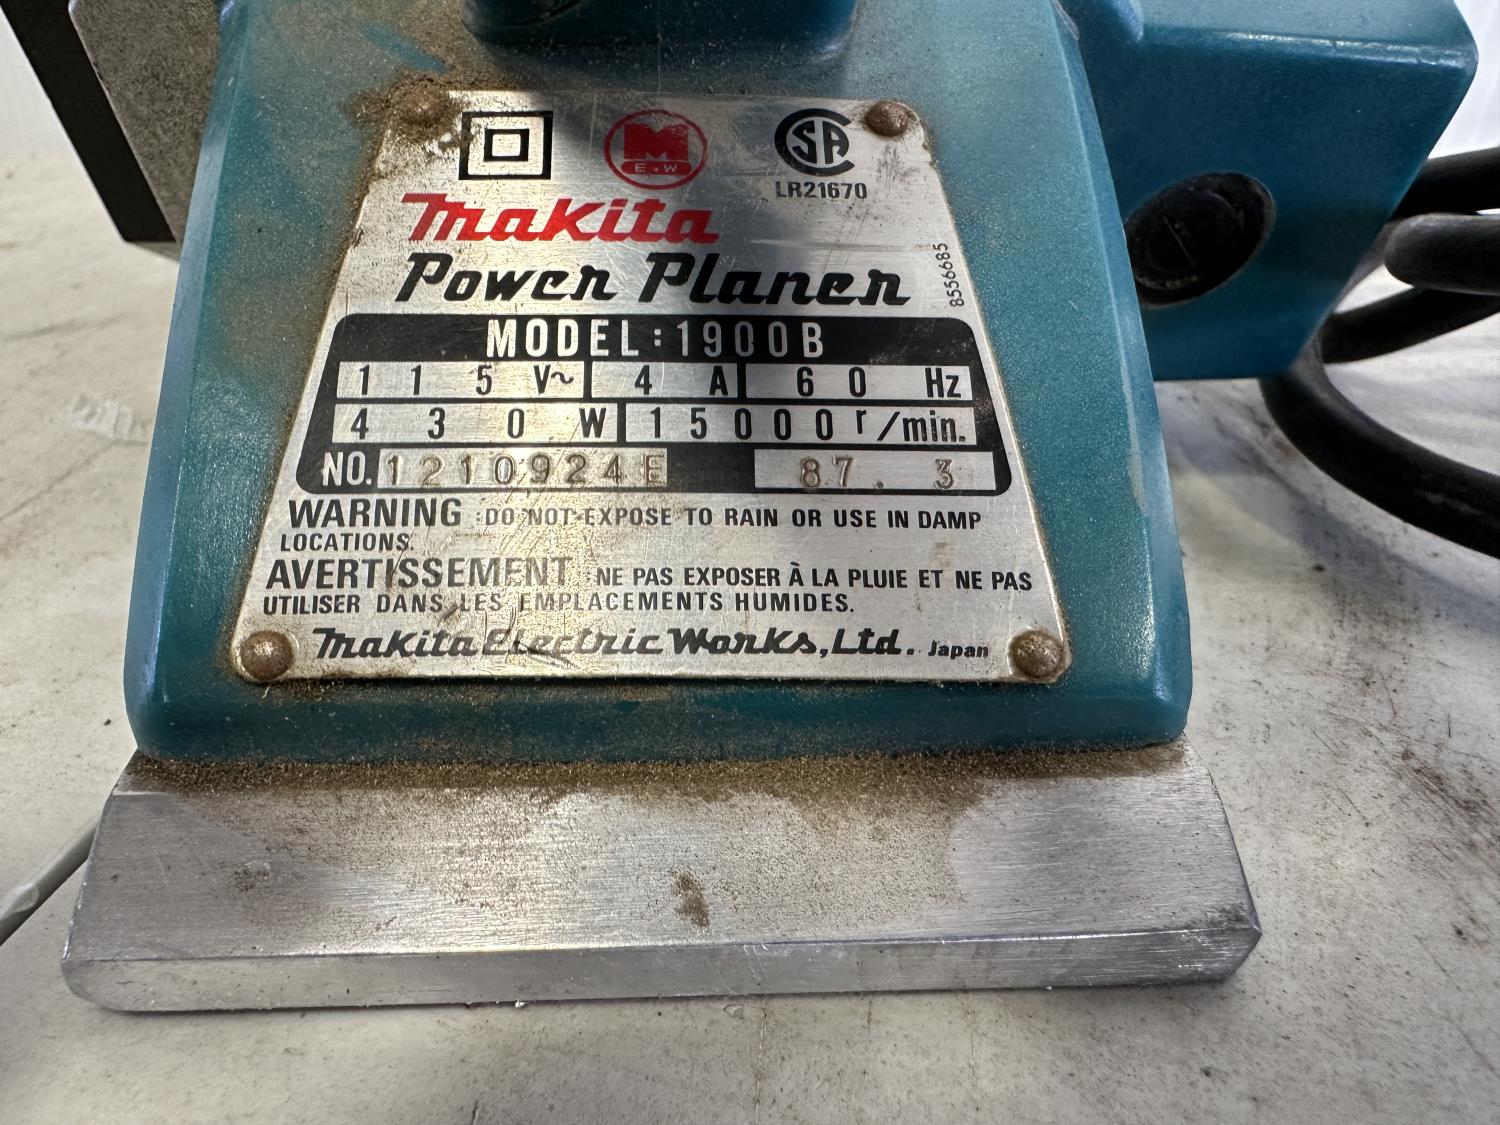 M
E.W
SA
LR21670
makita
Power Planer
8556685
MODEL:1900B
115V~ 4A 60Hz
430W 15000r/min.
NO. 1210924E 87.3
WARNING :DO NOT EXPOSE TO RAIN OR USE IN DAMP
LOCATIONS.
AVERTISSEMENT :NE PAS EXPOSER À LA PLUIE ET NE PAS
UTILISER DANS LES EMPLACEMENTS HUMIDES.
Makita Electric Works, Ltd. Japan